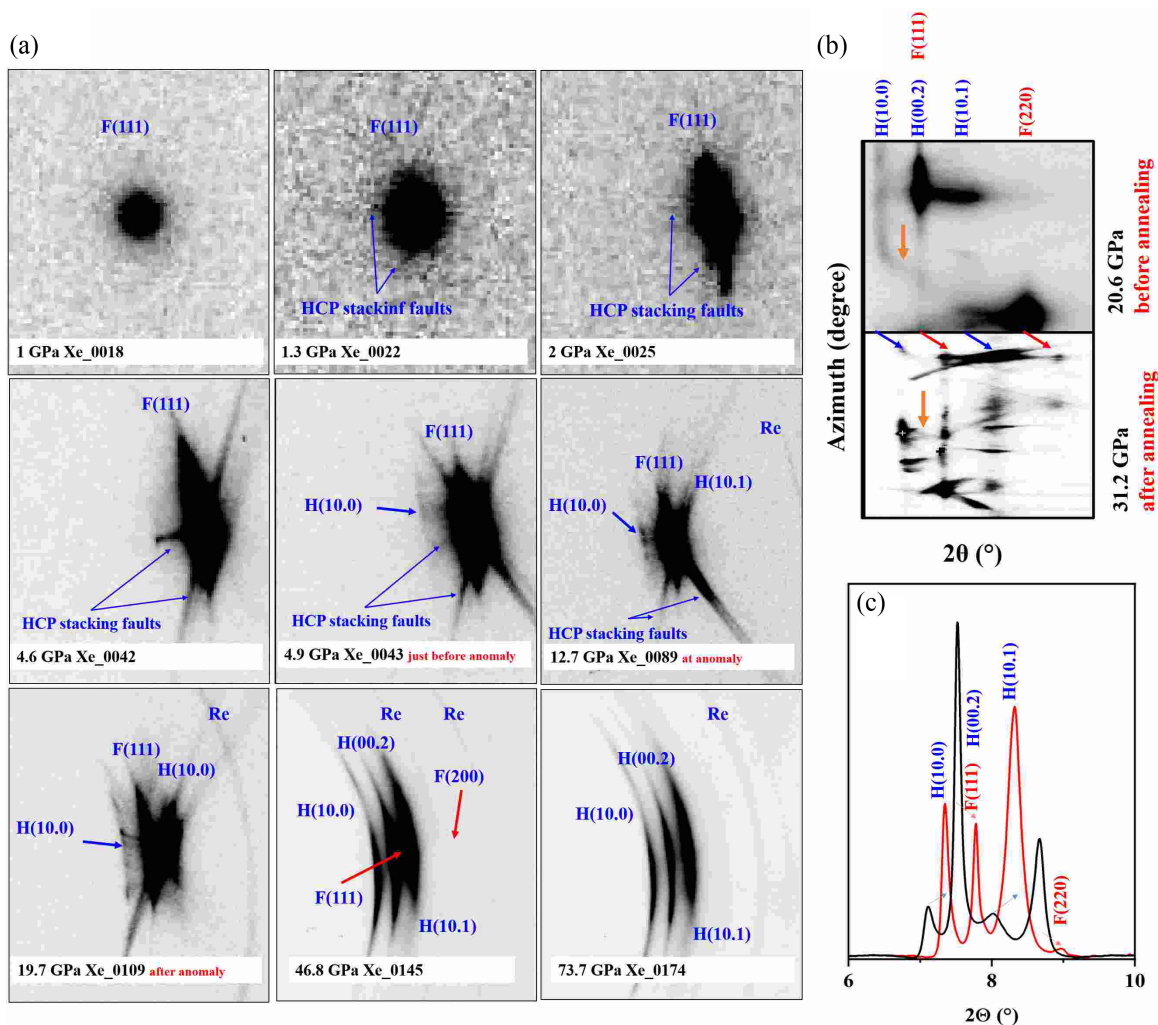 (a)
F(111)
1 GPa Xe_0018
F(111)
HCP stackinf faults
1.3 GPa Xe_0022
F(111)
HCP stacking faults
2 GPa Xe_0025
F(111)
HCP stacking faults
4.6 GPa Xe_0042
F(111)
H(10.0)
HCP stacking faults
4.9 GPa Xe_0043 just before anomaly
Re
F(111)
H(10.1)
H(10.0)
HCP stacking faults
12.7 GPa Xe_0089 at anomaly
Re
F(111)
H(10.0)
H(10.0)
19.7 GPa Xe_0109 after anomaly
Re Re
H(00.2)
F(200)
H(10.0)
F(111)
H(10.1)
46.8 GPa Xe_0145
Re
H(00.2)
H(10.0)
H(10.1)
73.7 GPa Xe_0174
(b)
H(10.0)
H(00.2)
F(111)
H(10.1)
F(220)
Azimuth (degree)
20.6 GPa
before annealing
31.2 GPa
after annealing
2θ (°)
(c)
H(10.0)
F(111)
H(00.2)
H(10.1)
F(220)
6 8 10
2Θ (°)